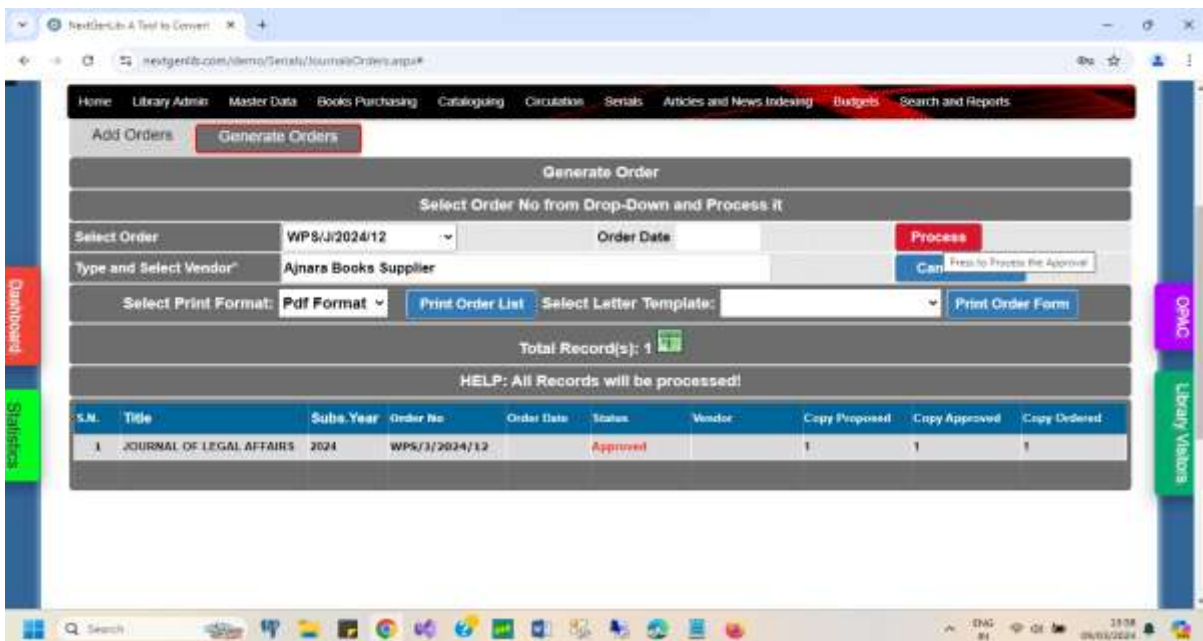 NextGenLib: A Tool to Convert
nextgenlib.com/demo/Serials/JournalsOrders.aspx#
Home Library Admin Master Data Books Purchasing Cataloguing Circulation Serials Articles and News Indexing Budgets Search and Reports
Add Orders Generate Orders
Generate Order
Select Order No from Drop-Down and Process it
Select Order WPS/J/2024/12 Order Date Process
Type and Select Vendor* Ajnara Books Supplier Can
Press to Process the Approval
Select Print Format: Pdf Format Print Order List Select Letter Template: Print Order Form
Total Record(s): 1
HELP: All Records will be processed!
S.N. Title Subs.Year Order No Order Date Status Vendor Copy Proposed Copy Approved Copy Ordered
1 JOURNAL OF LEGAL AFFAIRS 2024 WPS/J/2024/12 Approved 1 1 1
Dashboard
Statistics
OPAC
Library Visitors
Search
ENG
IN